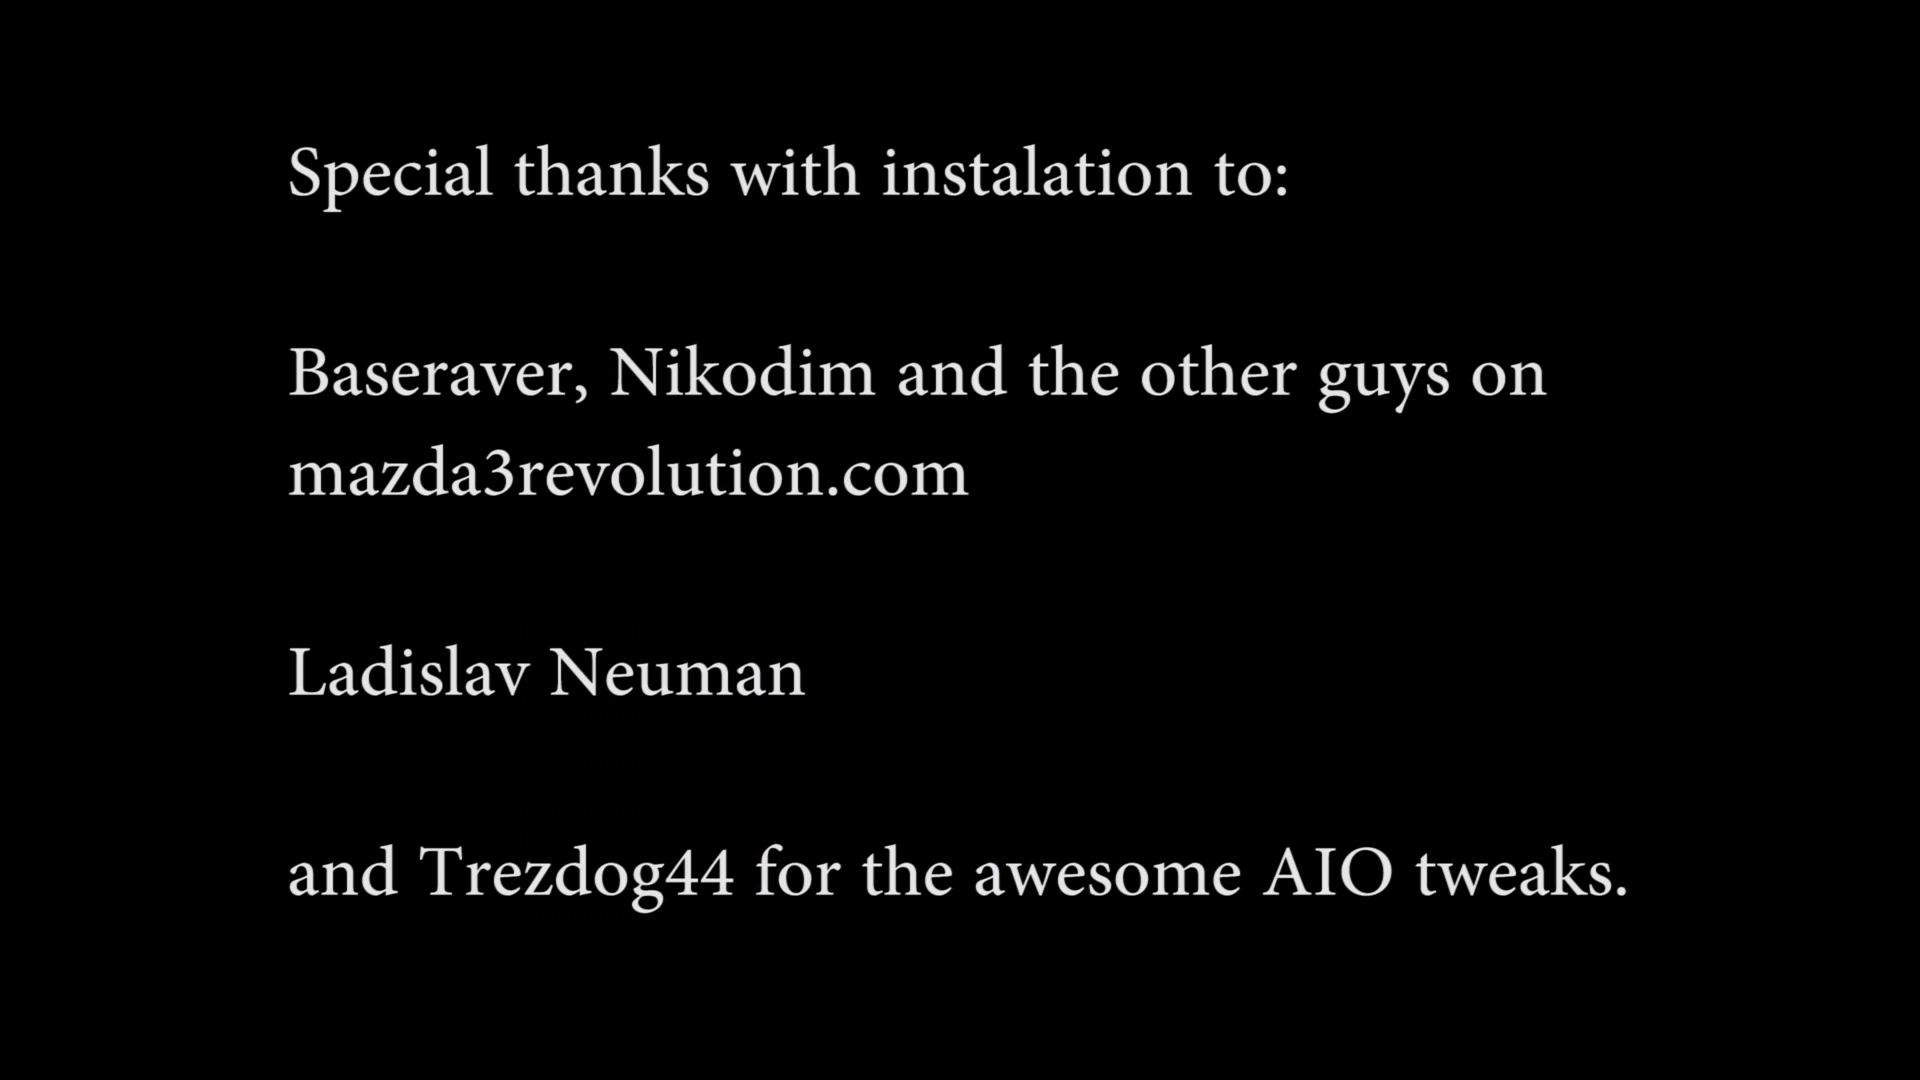 Special thanks with instalation to:
Baseraver, Nikodim and the other guys on
mazda3revolution.com
Ladislav Neuman
and Trezdog44 for the awesome AIO tweaks.